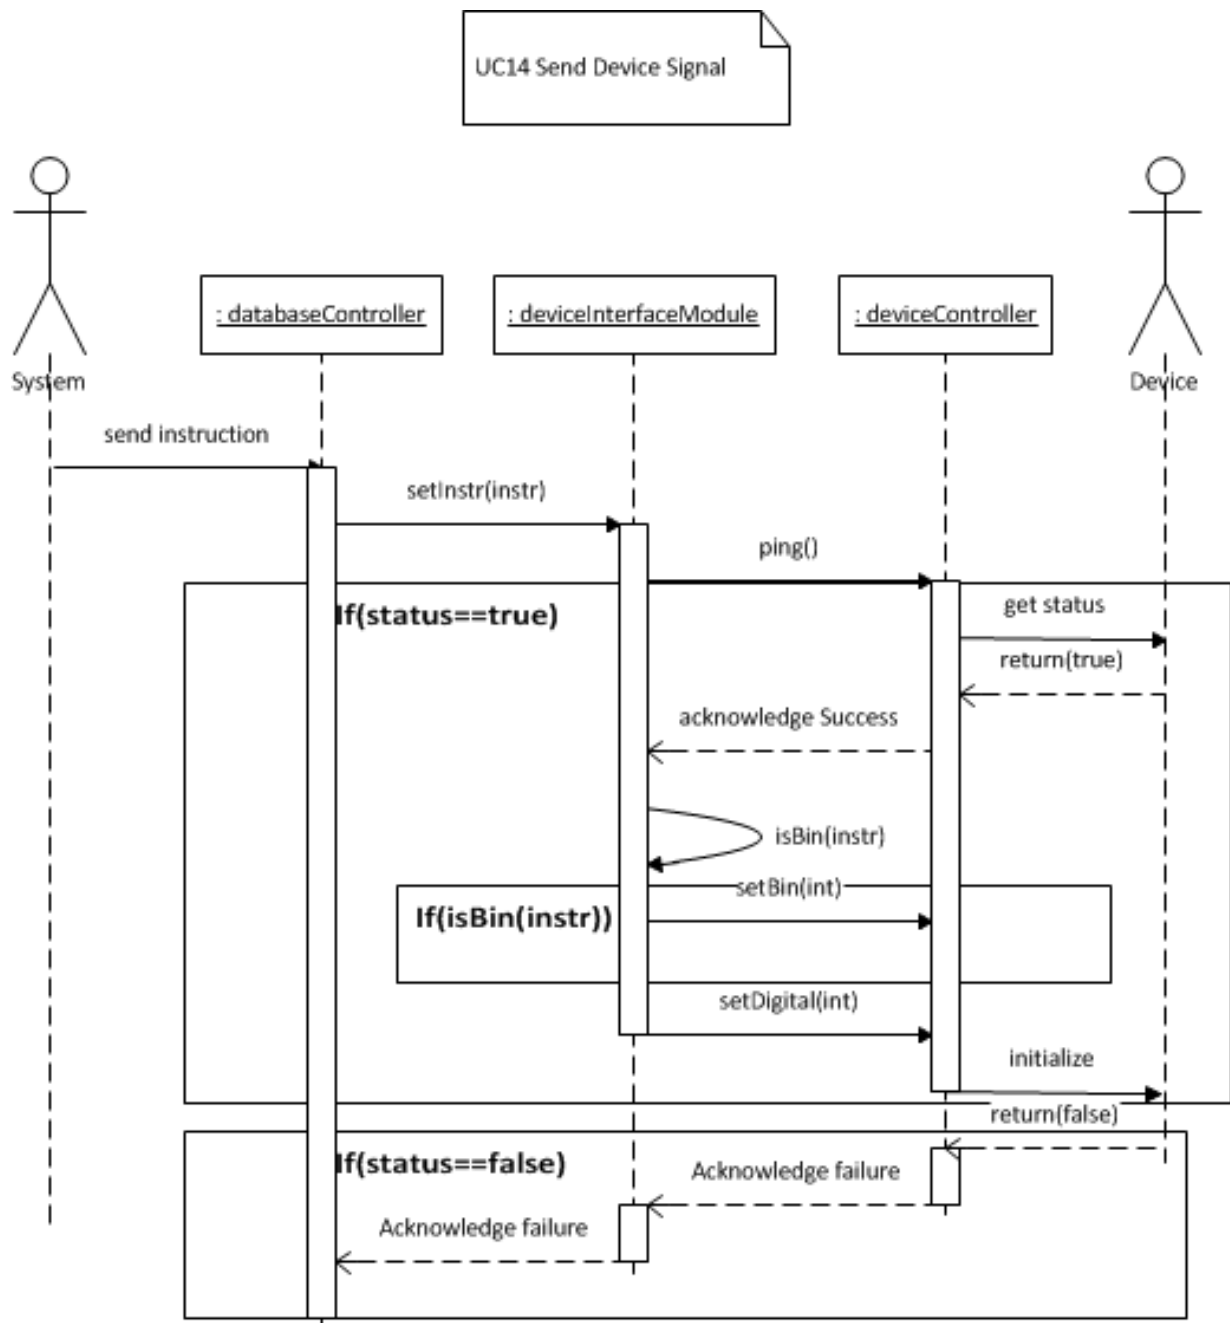 UC14 Send Device Signal
: databaseController
: deviceInterfaceModule
: deviceController
System
Device
send instruction
setInstr(instr)
ping()
If(status==true)
get status
return(true)
acknowledge Success
isBin(instr)
setBin(int)
If(isBin(instr))
setDigital(int)
initialize
return(false)
If(status==false)
Acknowledge failure
Acknowledge failure